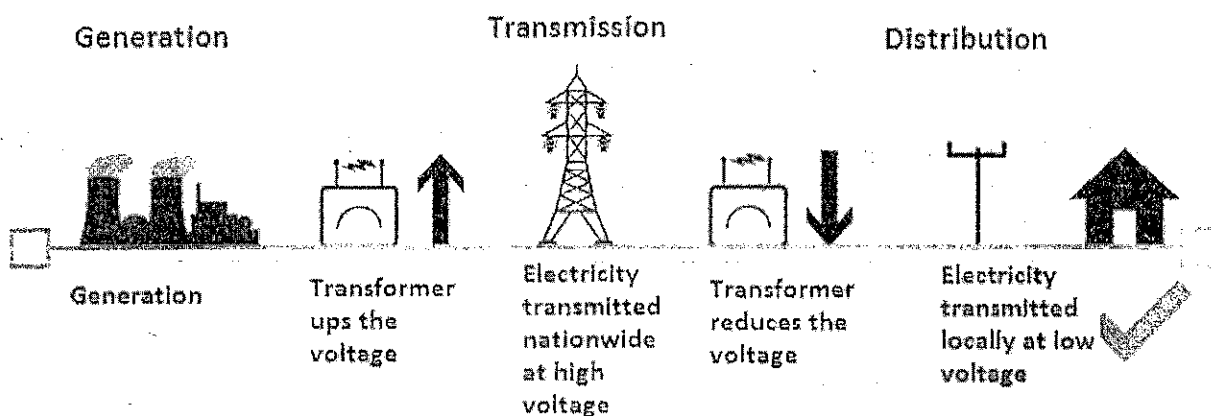 Generation
Transmission
Distribution
Generation
Transformer
ups the
voltage
Electricity
transmitted
nationwide
at high
voltage
Transformer
reduces the
voltage
Electricity
transmitted
locally at low
voltage